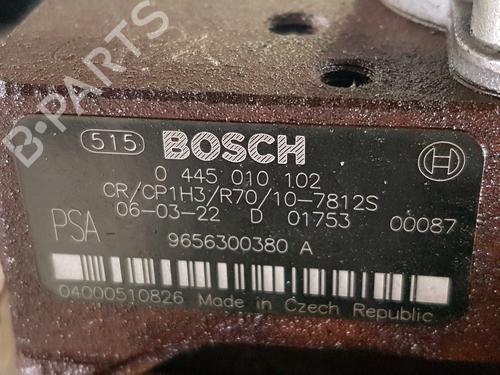 B-PARTS
515 BOSCH
0 445 010 102
CR/CP1H3/R70/10-7812S
06-03-22 D 01753 00087
PSA
9656300380 A
04000510826 Made in Czech Republic